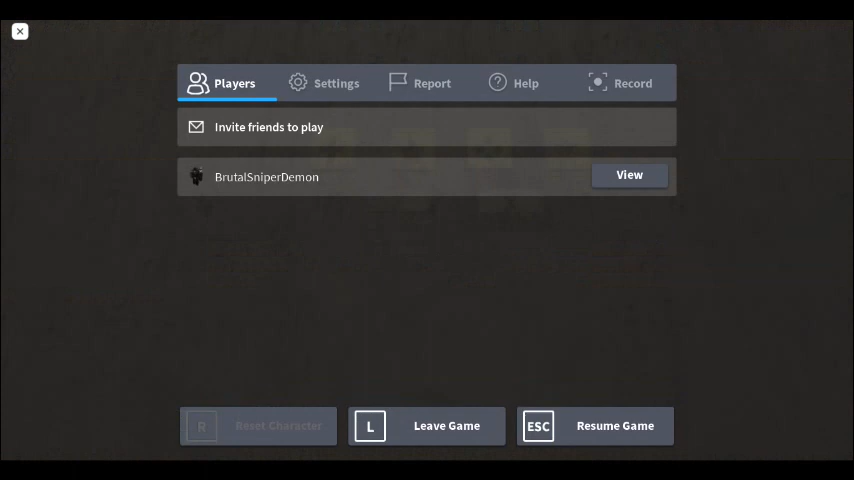 Players
Settings
Report
Help
Record
Invite friends to play
BrutalSniperDemon
View
R
Reset Character
L
Leave Game
ESC
Resume Game